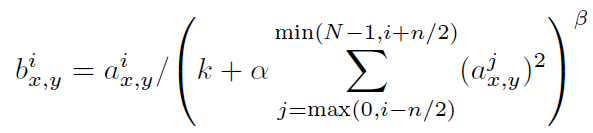 b^i_{x,y} = a^i_{x,y} / \left( k + \alpha \sum_{j=\max(0,i-n/2)}^{\min(N-1,i+n/2)} (a^j_{x,y})^2 \right)^\beta